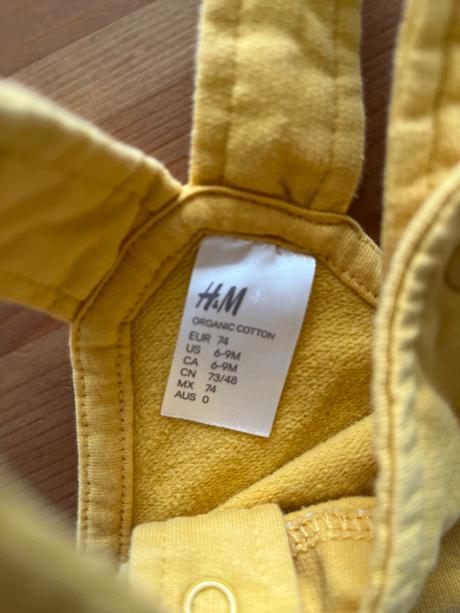 H&M
ORGANIC COTTON
EUR 74
US 6-9M
CA 6-9M
CN 73/48
MX 74
AUS 0